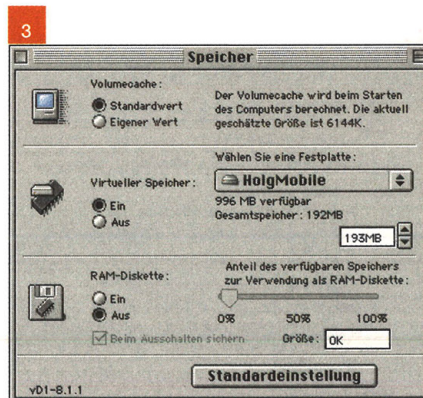 3
Speicher
Volumecache:
Standardwert
Eigener Wert
Der Volumecache wird beim Starten
des Computers berechnet. Die aktuell
geschätzte Größe ist 6144K.
Wählen Sie eine Festplatte:
HolgMobile
Virtueller Speicher:
Ein
Aus
996 MB verfügbar
Gesamtspeicher: 192MB
193MB
RAM-Diskette:
Ein
Aus
Beim Ausschalten sichern
Anteil des verfügbaren Speichers
zur Verwendung als RAM-Diskette:
0% 50% 100%
Größe: 0K
Standardeinstellung
vD1-8.1.1